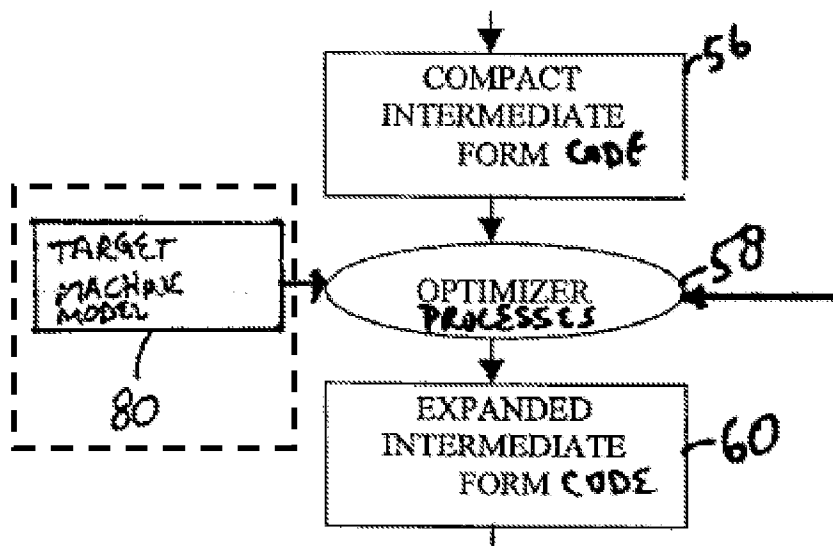 COMPACT
INTERMEDIATE
FORM CODE
56
TARGET
MACHINE
MODEL
80
OPTIMIZER
PROCESSES
58
EXPANDED
INTERMEDIATE
FORM CODE
60